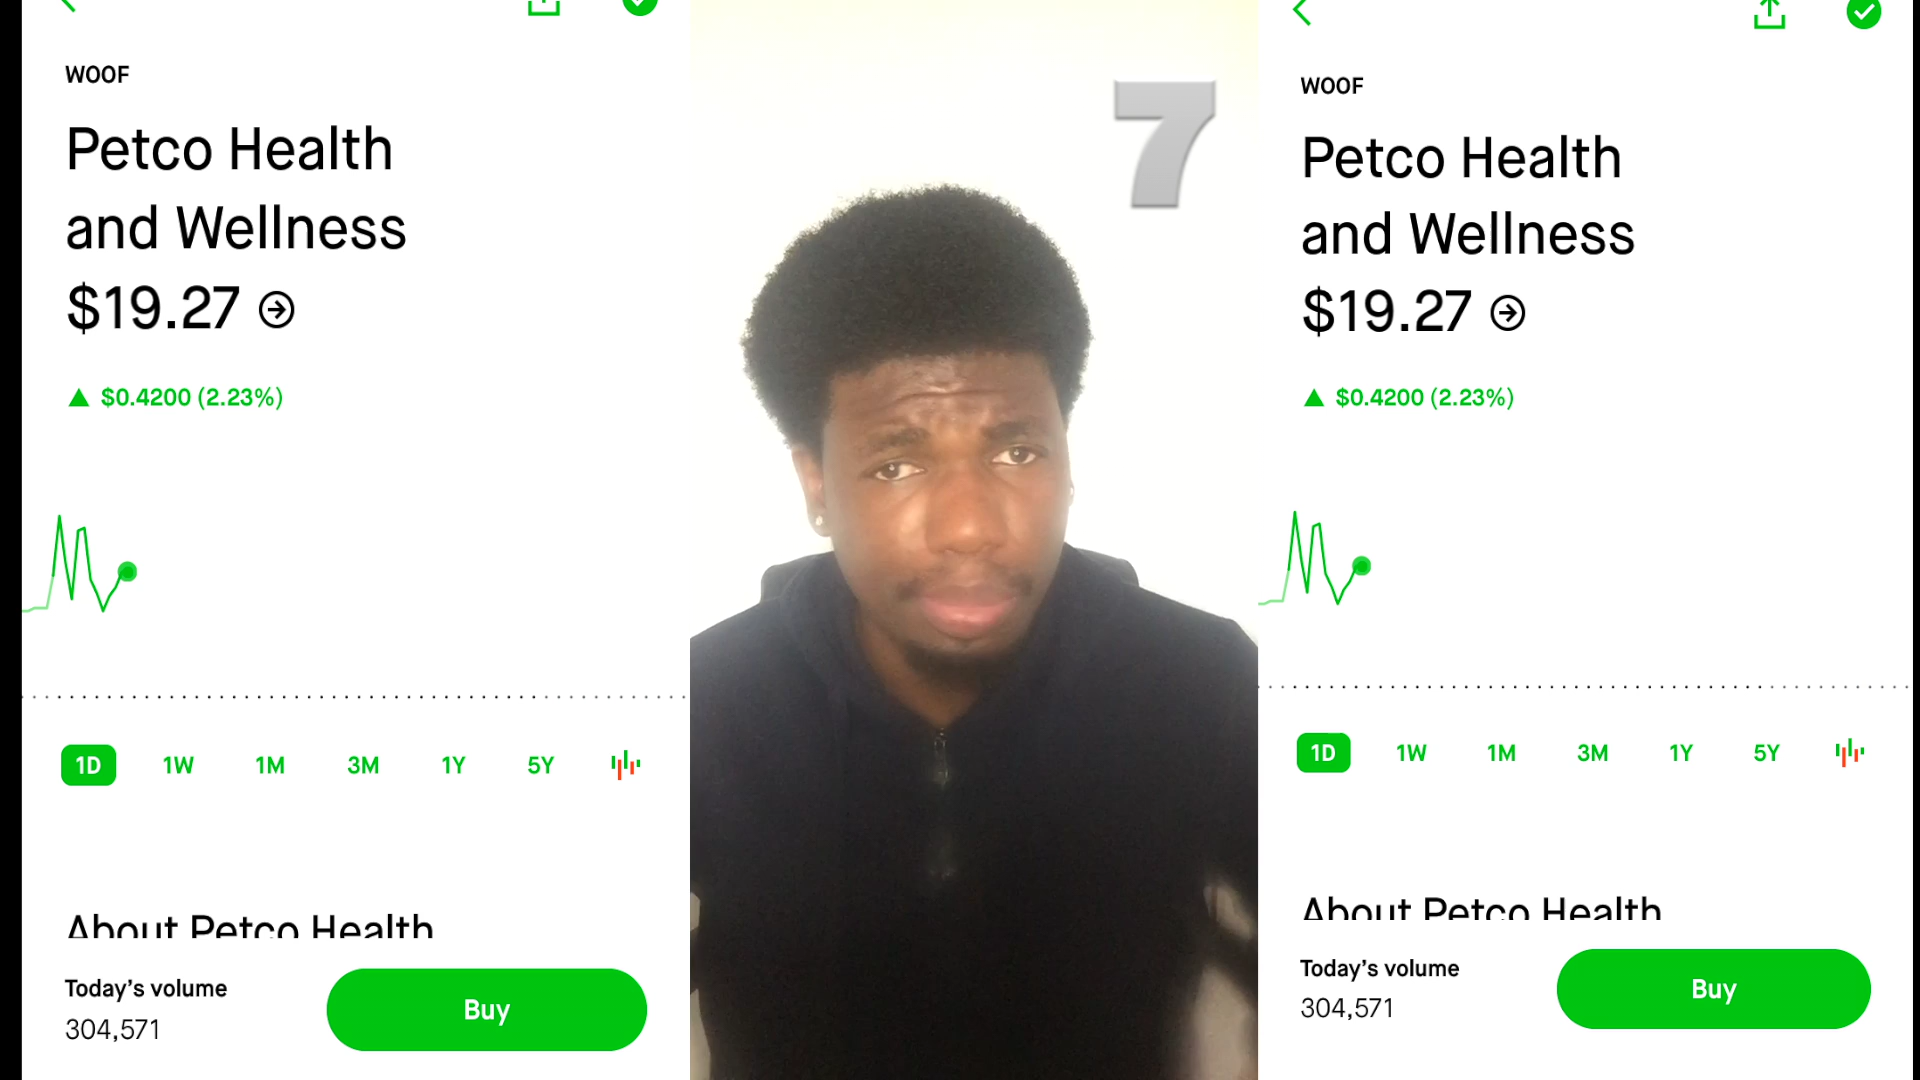 WOOF
Petco Health
and Wellness
$19.27
▲ $0.4200 (2.23%)
1D 1W 1M 3M 1Y 5Y
About Petco Health
Today’s volume
304,571
Buy
7
WOOF
Petco Health
and Wellness
$19.27
▲ $0.4200 (2.23%)
1D 1W 1M 3M 1Y 5Y
About Petco Health
Today’s volume
304,571
Buy